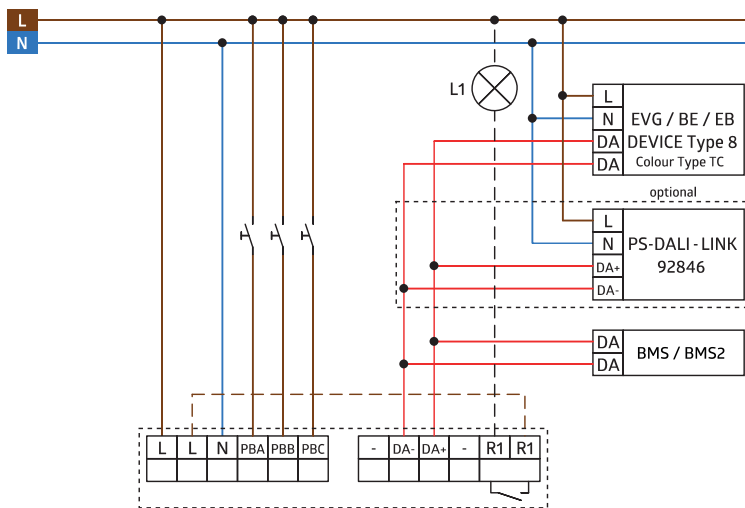 L
N
L1
L
N EVG / BE / EB
DA DEVICE Type 8
DA Colour Type TC
optional
L
N PS-DALI - LINK
DA+ 92846
DA-
DA
DA BMS / BMS2
L L N PBA PBB PBC - DA- DA+ - R1 R1